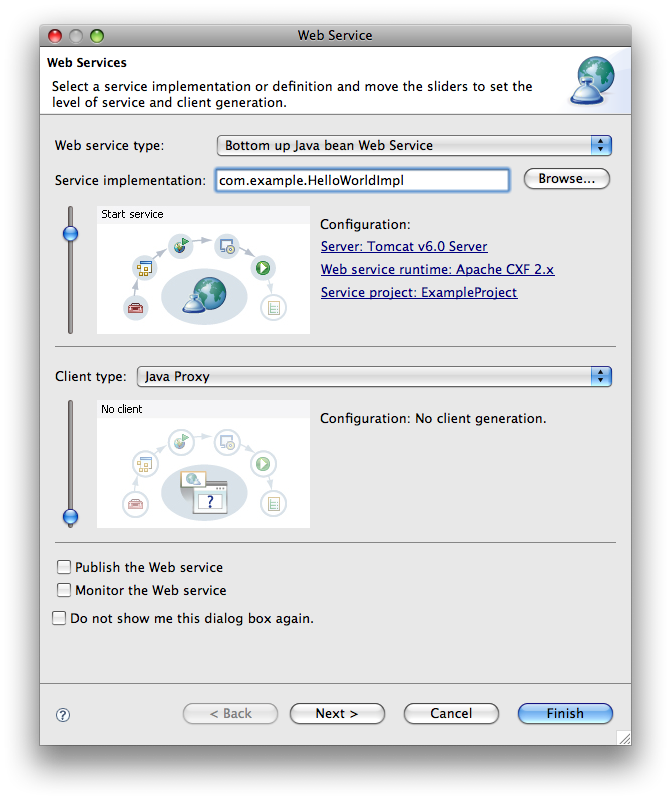 Web Service
Web Services
Select a service implementation or definition and move the sliders to set the
level of service and client generation.
Web service type: Bottom up Java bean Web Service
Service implementation: com.example.HelloWorldImpl Browse...
Start service
Configuration:
Server: Tomcat v6.0 Server
Web service runtime: Apache CXF 2.x
Service project: ExampleProject
Client type: Java Proxy
No client
Configuration: No client generation.
?
Publish the Web service
Monitor the Web service
Do not show me this dialog box again.
? < Back Next > Cancel Finish